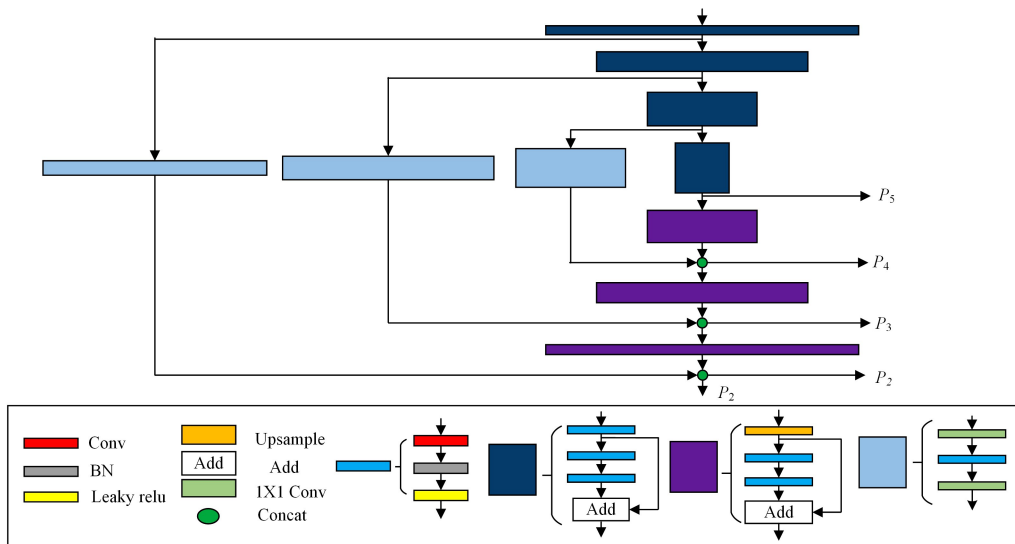 P5
P4
P3
P2
P2
Conv
Upsample
BN
Add
Add
Leaky relu
1X1 Conv
Concat
Add
Add